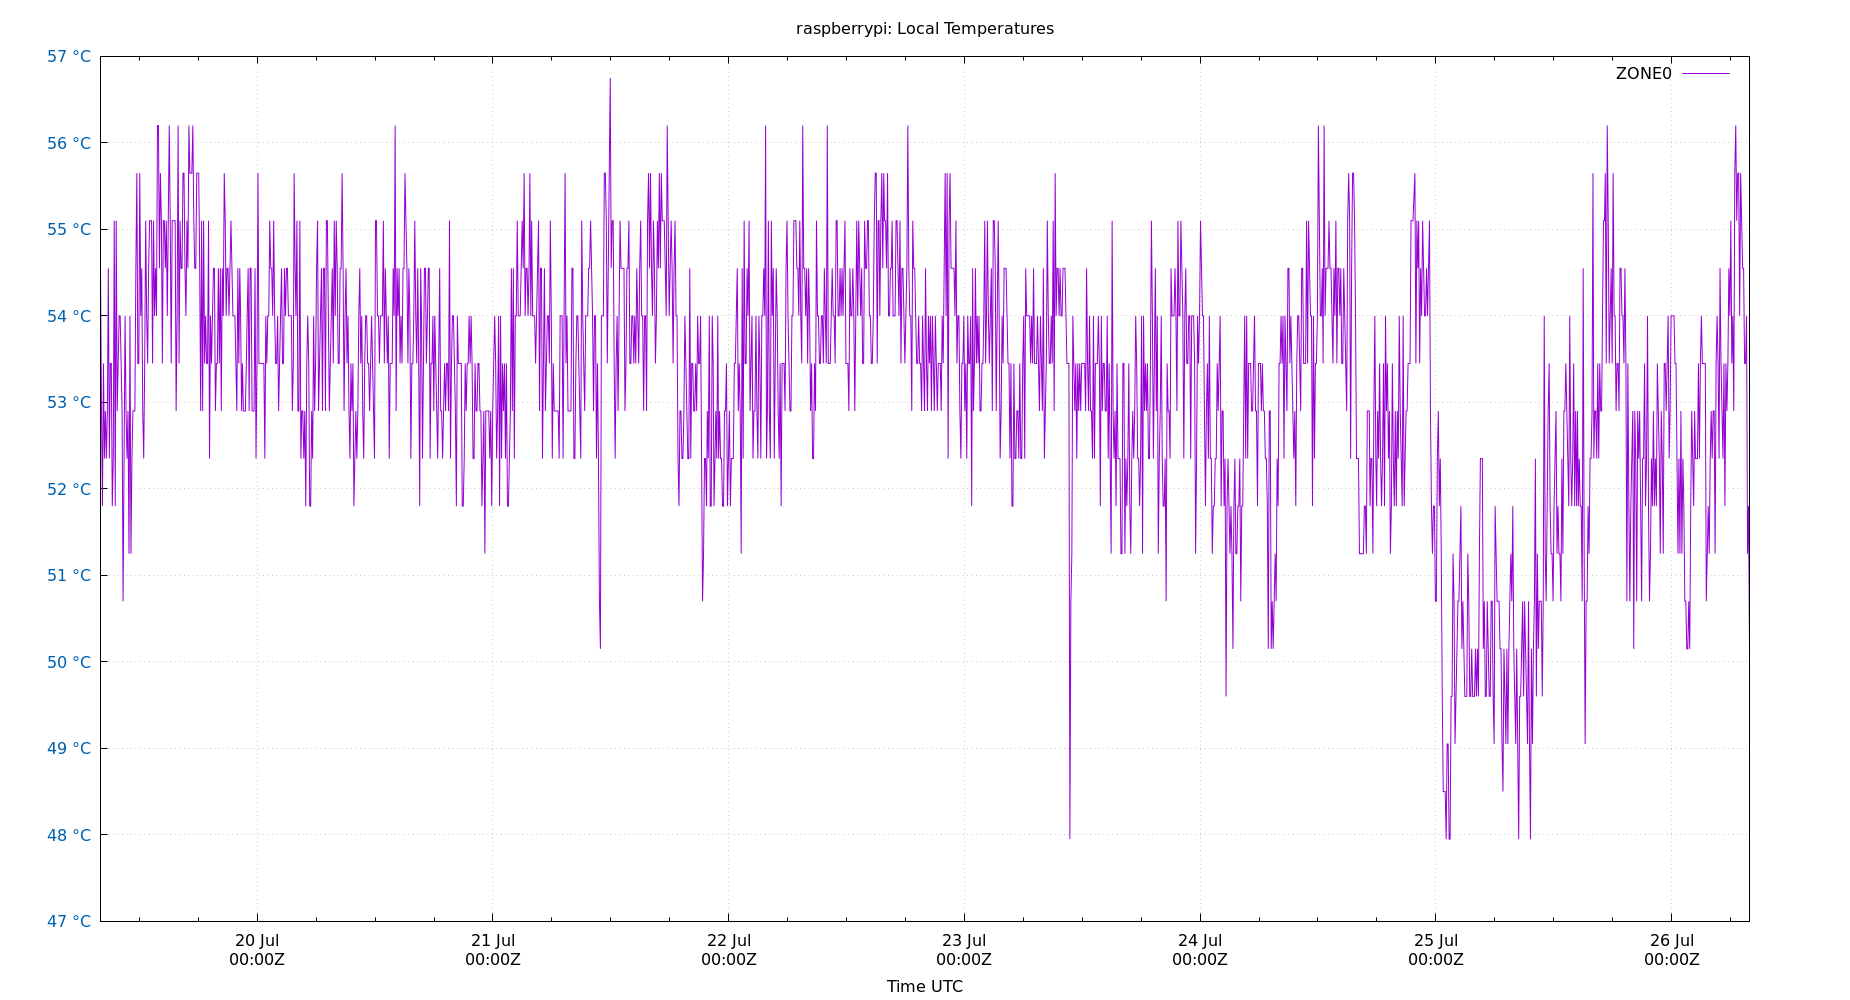 raspberrypi: Local Temperatures
57 °C
ZONE0
56 °C
55 °C
54 °C
53 °C
52 °C
51 °C
50 °C
49 °C
48 °C
47 °C
20 Jul 21 Jul 22 Jul 23 Jul 24 Jul 25 Jul 26 Jul
00:00Z 00:00Z 00:00Z 00:00Z 00:00Z 00:00Z 00:00Z
Time UTC